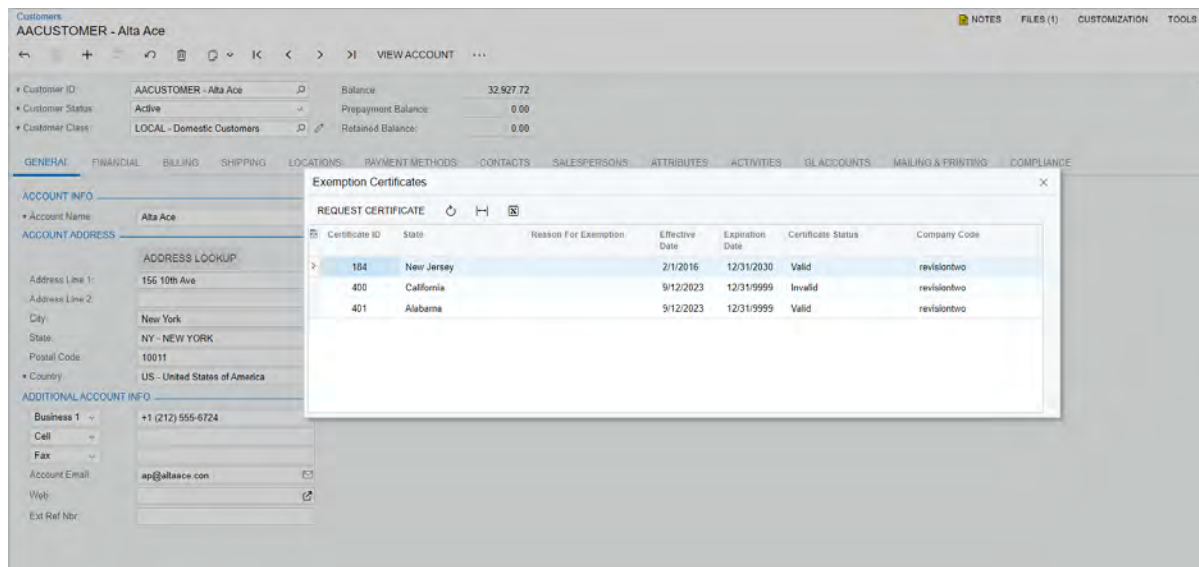 Customers
AACUSTOMER - Alta Ace
NOTES FILES (1) CUSTOMIZATION TOOLS
VIEW ACCOUNT ...
* Customer ID: AACUSTOMER - Alta Ace Balance: 32,927.72
* Customer Status: Active Prepayment Balance: 0.00
* Customer Class: LOCAL - Domestic Customers Retained Balance: 0.00
GENERAL FINANCIAL BILLING SHIPPING LOCATIONS PAYMENT METHODS CONTACTS SALESPERSONS ATTRIBUTES ACTIVITIES GL ACCOUNTS MAILING & PRINTING COMPLIANCE
Exemption Certificates
REQUEST CERTIFICATE
Certificate ID State Reason For Exemption Effective Date Expiration Date Certificate Status Company Code
184 New Jersey 2/1/2016 12/31/2030 Valid revisiontwo
400 California 9/12/2023 12/31/9999 Invalid revisiontwo
401 Alabama 9/12/2023 12/31/9999 Valid revisiontwo
ACCOUNT INFO
* Account Name: Alta Ace
ACCOUNT ADDRESS
ADDRESS LOOKUP
Address Line 1: 156 10th Ave
Address Line 2:
City: New York
State: NY - NEW YORK
Postal Code: 10011
* Country: US - United States of America
ADDITIONAL ACCOUNT INFO
Business 1 +1 (212) 555-6724
Cell
Fax
Account Email: ap@altaace.con
Web:
Ext Ref Nbr: